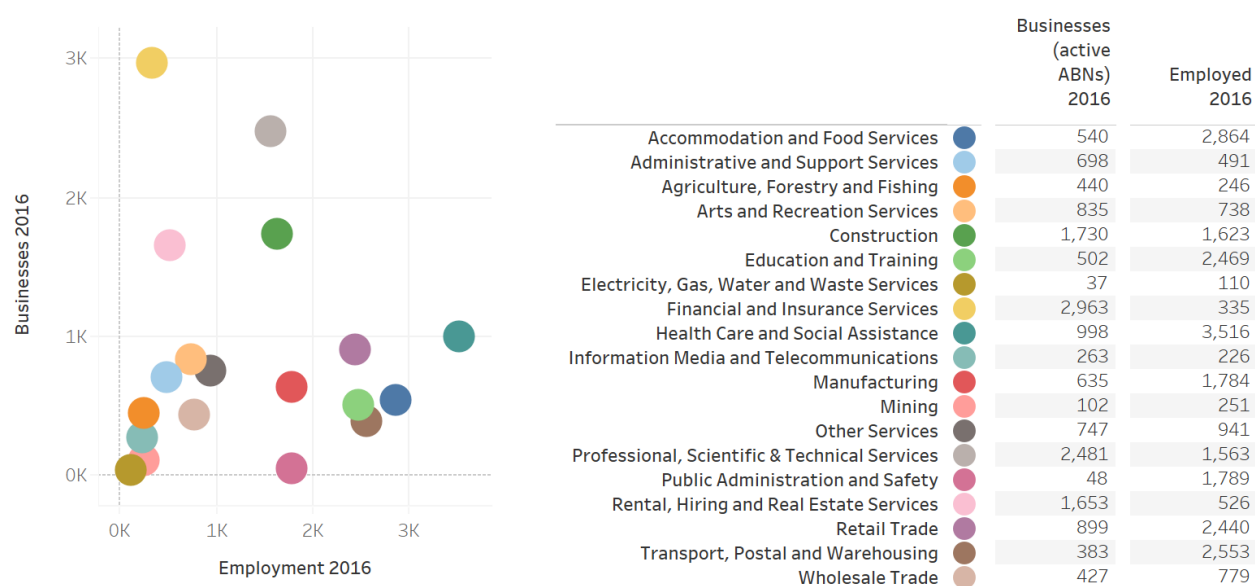 3K
2K
1K
0K
Businesses 2016
0K 1K 2K 3K
Employment 2016
Businesses
(active
ABNs) Employed
2016 2016
Accommodation and Food Services 540 2,864
Administrative and Support Services 698 491
Agriculture, Forestry and Fishing 440 246
Arts and Recreation Services 835 738
Construction 1,730 1,623
Education and Training 502 2,469
Electricity, Gas, Water and Waste Services 37 110
Financial and Insurance Services 2,963 335
Health Care and Social Assistance 998 3,516
Information Media and Telecommunications 263 226
Manufacturing 635 1,784
Mining 102 251
Other Services 747 941
Professional, Scientific & Technical Services 2,481 1,563
Public Administration and Safety 48 1,789
Rental, Hiring and Real Estate Services 1,653 526
Retail Trade 899 2,440
Transport, Postal and Warehousing 383 2,553
Wholesale Trade 427 779